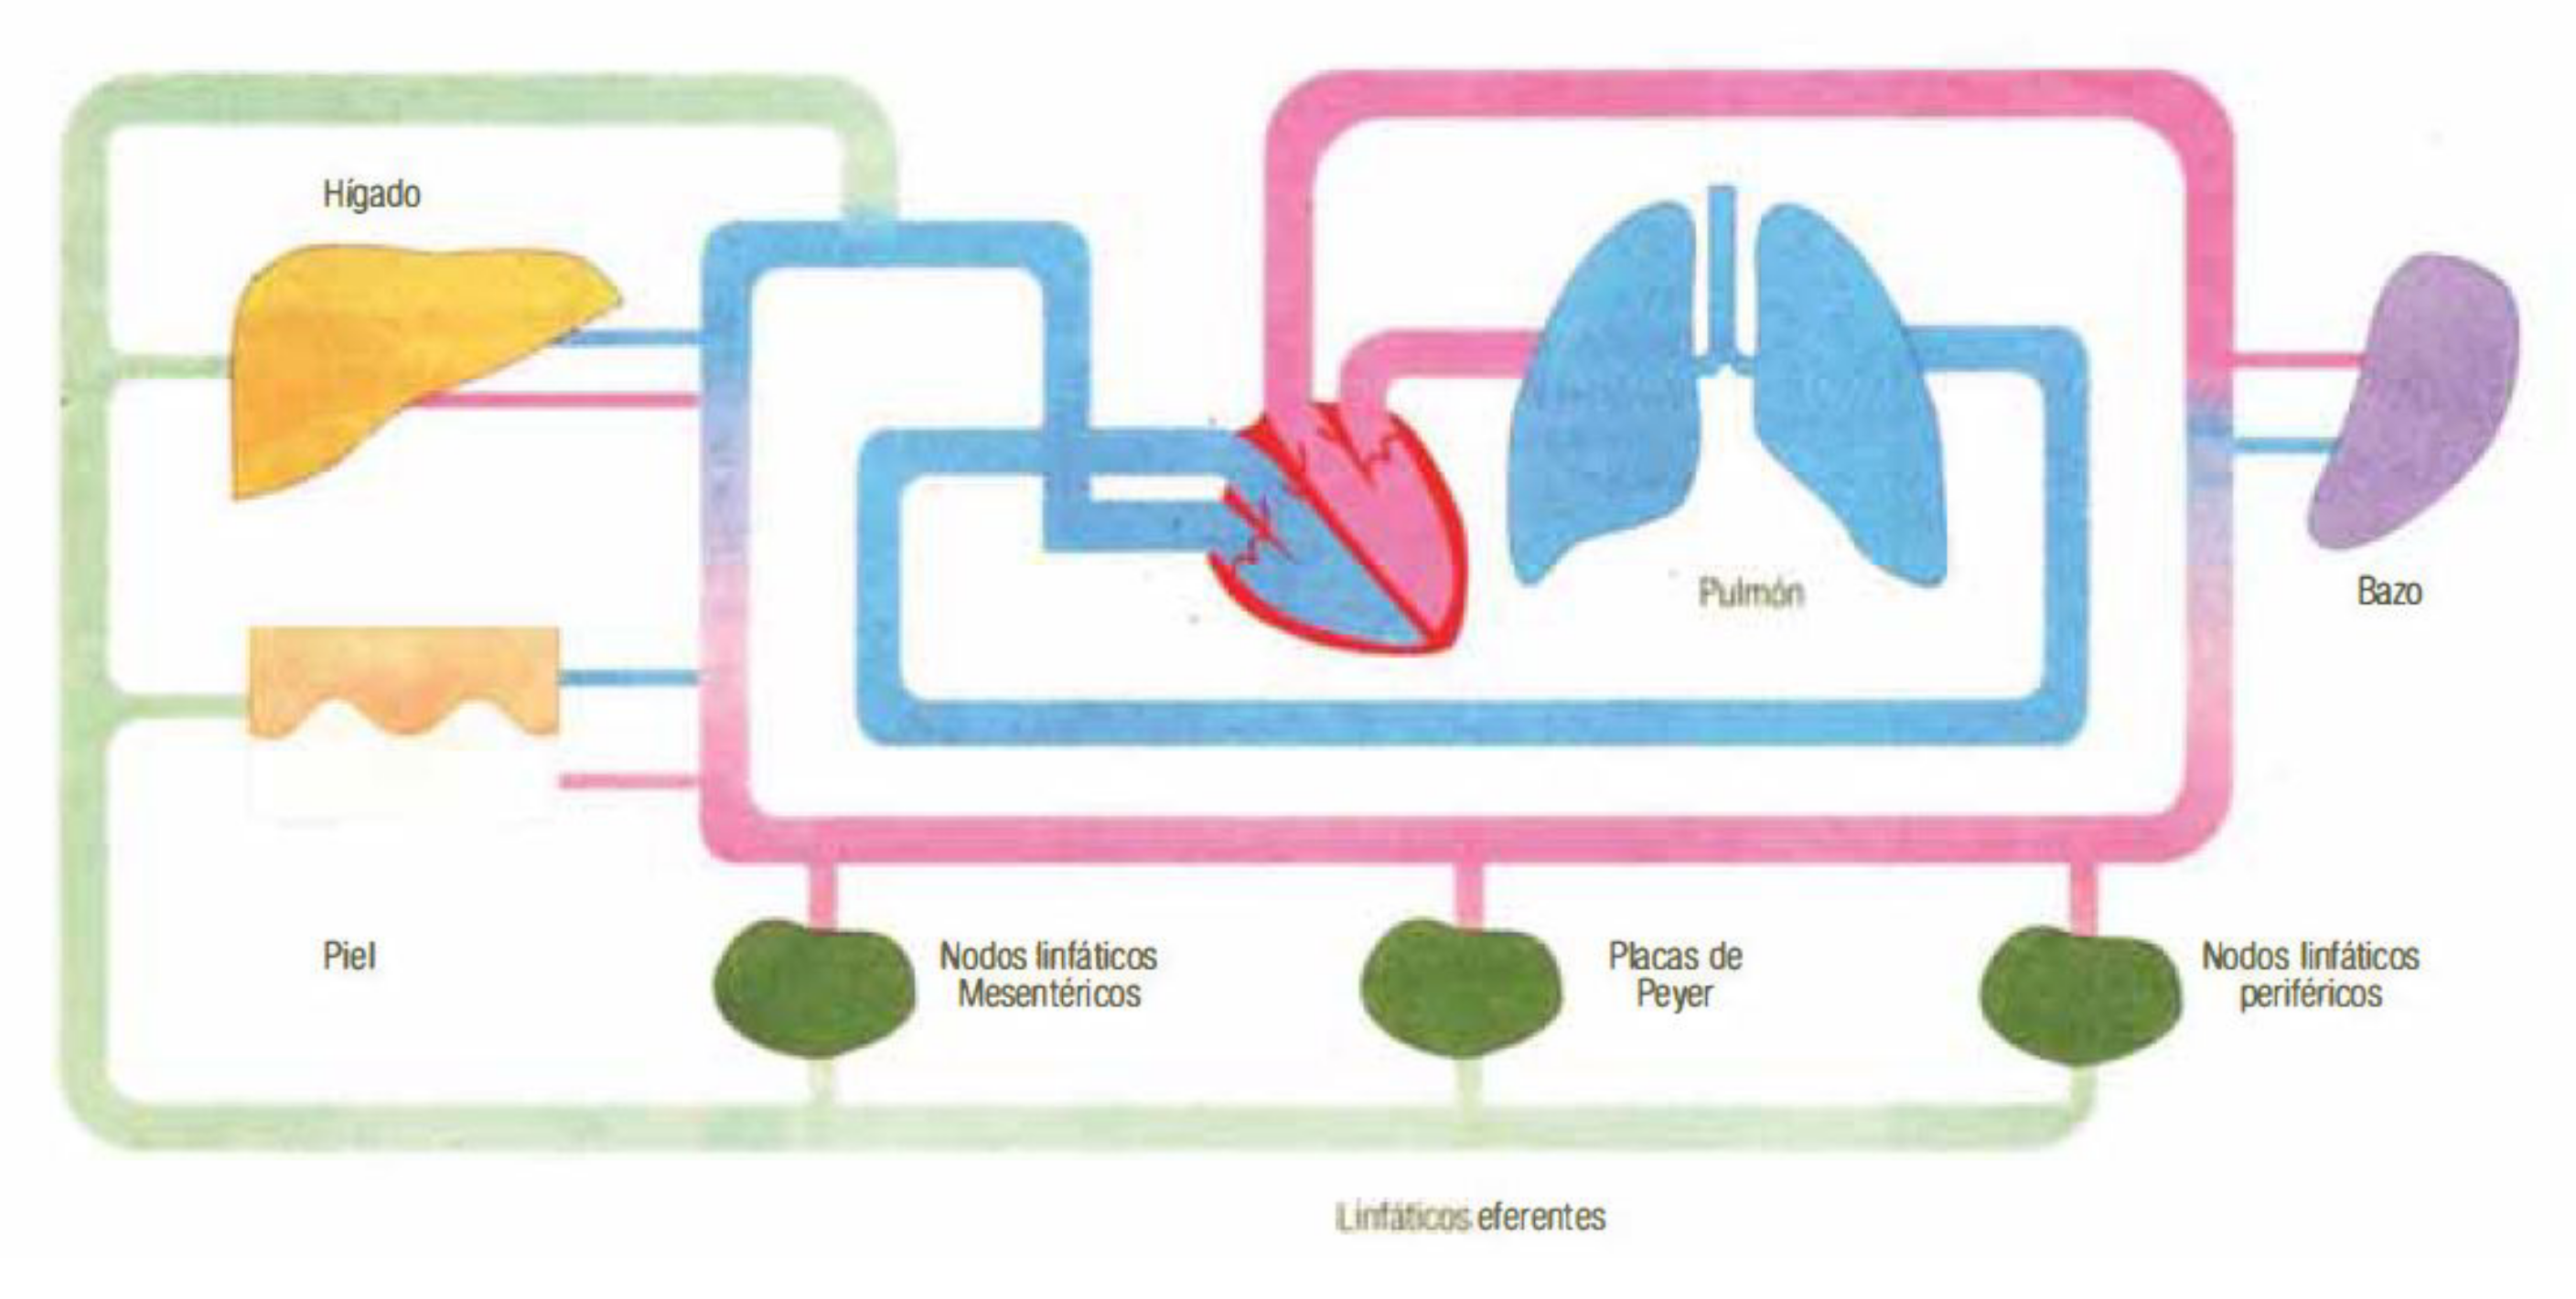 Hígado
Pulmón
Bazo
Piel
Nodos linfáticos
Mesentéricos
Placas de
Peyer
Nodos linfáticos
periféricos
Linfáticos eferentes